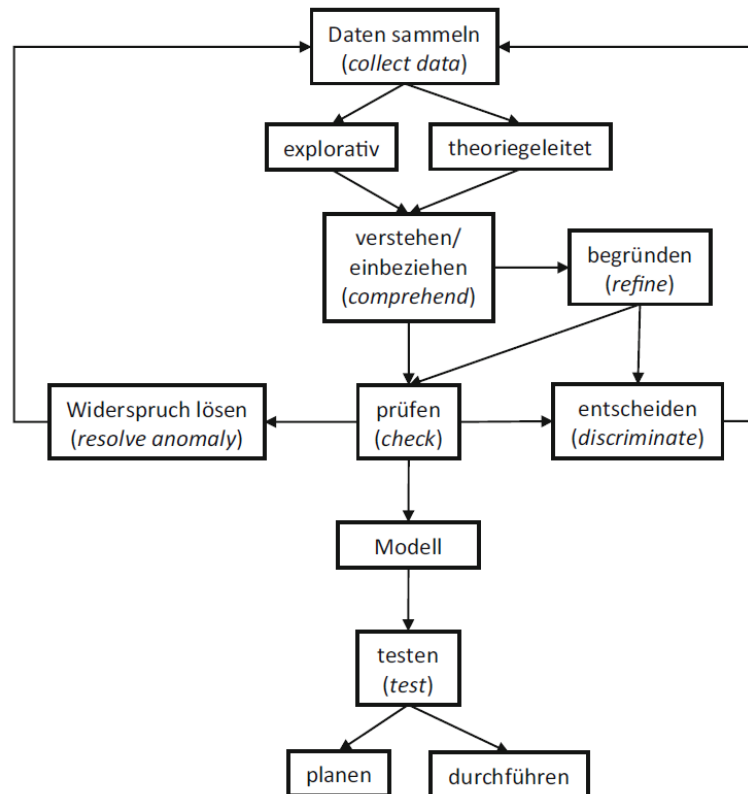 Daten sammeln
(collect data)
explorativ
theoriegeleitet
verstehen/
einbeziehen
(comprehend)
begründen
(refine)
Widerspruch lösen
(resolve anomaly)
prüfen
(check)
entscheiden
(discriminate)
Modell
testen
(test)
planen
durchführen